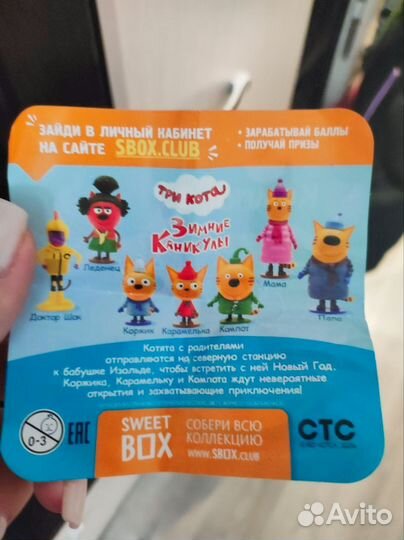 ЗАЙДИ В ЛИЧНЫЙ КАБИНЕТ
НА САЙТЕ SBOX.CLUB
• ЗАРАБАТЫВАЙ БАЛЛЫ
• ПОЛУЧАЙ ПРИЗЫ
ТРИ КОТА
ЗИМНИЕ
КАНИКУЛЫ
Доктор Шок
Леденец
Коржик
Карамелька
Компот
Мама
Папа
Котята с родителями
отправляются на северную станцию
к бабушке Изольде, чтобы встретить с ней Новый Год.
Коржика, Карамельку и Компота ждут невероятные
открытия и захватывающие приключения!
0-3
EAC
SWEET
BOX
СОБЕРИ ВСЮ
КОЛЛЕКЦИЮ
WWW.SBOX.CLUB
СТС
Avito